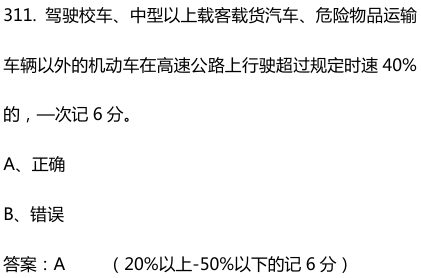 311. 驾驶校车、中型以上载客载货汽车、危险物品运输
车辆以外的机动车在高速公路上行驶超过规定时速 40%
的，—次记 6 分。
A、正确
B、错误
答案：A （ 20%以上-50%以下的记 6 分 ）